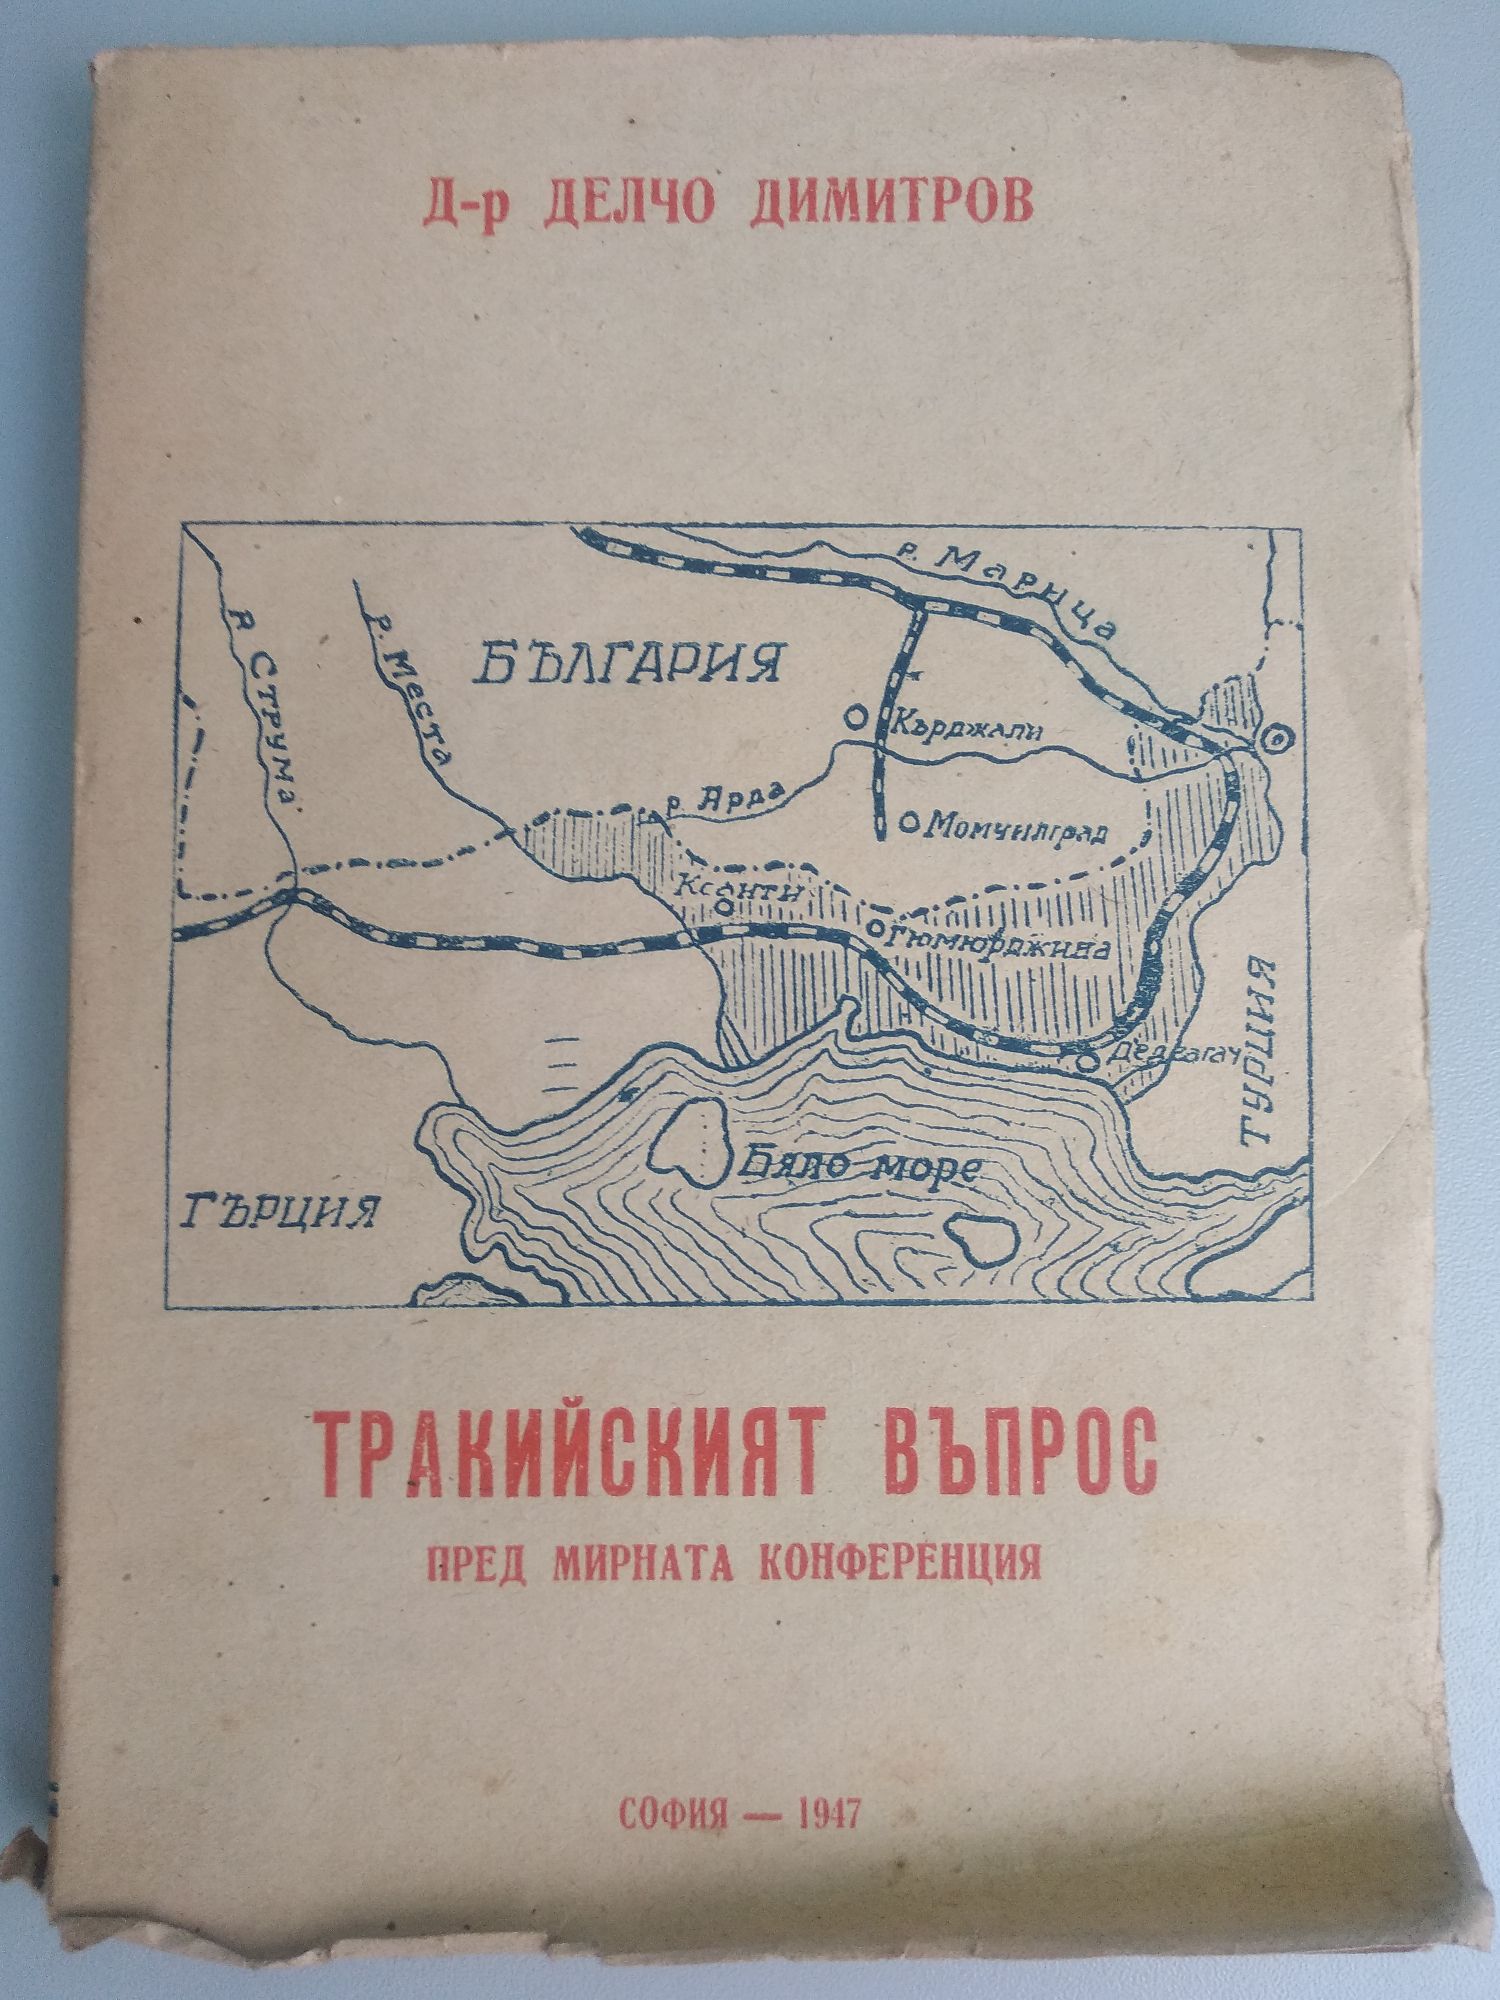 Д-р ДЕЛЧО ДИМИТРОВ
р. Марица
Р. Струма
р. Места
БЪЛГАРИЯ
Кърджали
р. Арда
Момчилград
Ксанти
Гюмюрджина
Дедеагач
ТУРЦИЯ
Бяло море
ГЪРЦИЯ
ТРАКИЙСКИЯТ ВЪПРОС
ПРЕД МИРНАТА КОНФЕРЕНЦИЯ
СОФИЯ — 1947